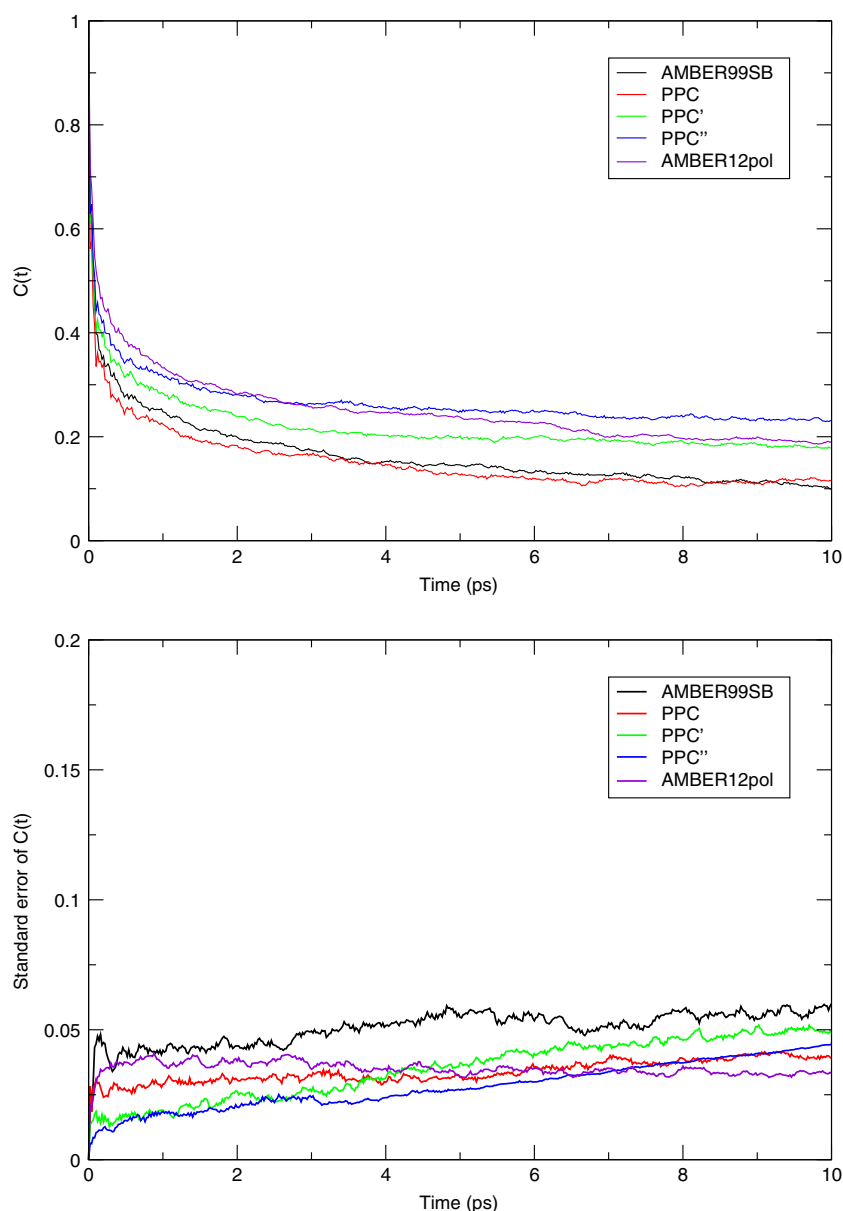 1
0.8
0.6
0.4
0.2
0
C(t)
0 2 4 6 8 10
Time (ps)
AMBER99SB
PPC
PPC'
PPC''
AMBER12pol
0.2
0.15
0.1
0.05
0
Standard error of C(t)
0 2 4 6 8 10
Time (ps)
AMBER99SB
PPC
PPC'
PPC''
AMBER12pol